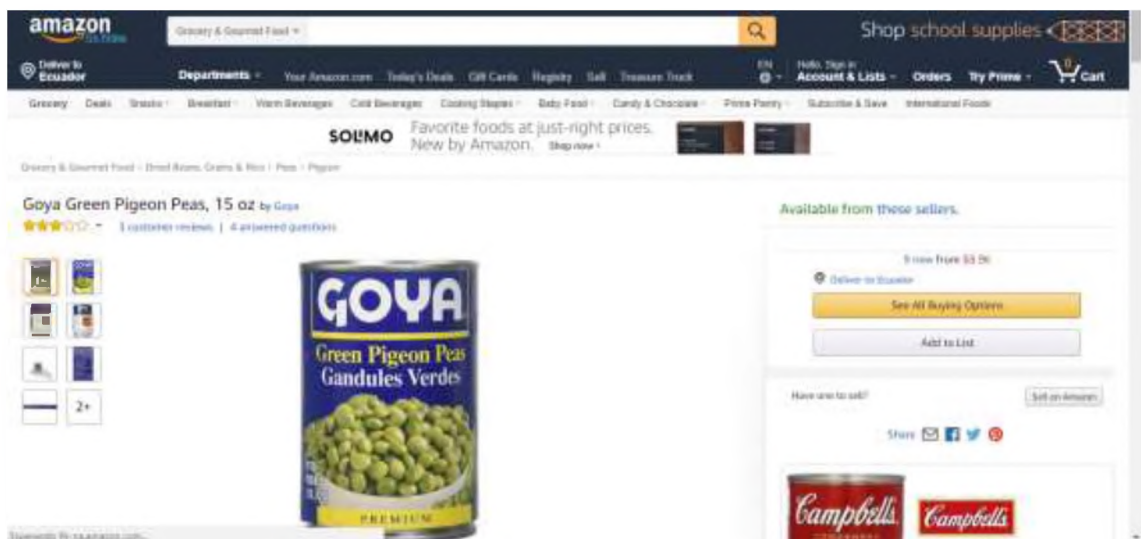 amazon
Grocery & Gourmet Food
Shop school supplies
Deliver to
Ecuador
Departments
Your Amazon.com Today's Deals Gift Cards Registry Sell Treasure Truck
EN
Hello, Sign in
Account & Lists
Orders
Try Prime
0
Cart
Grocery Deals Snacks Breakfast Warm Beverages Cold Beverages Cooking Staples Baby Food Candy & Chocolate Prime Pantry Subscribe & Save International Foods
SOLIMO
Favorite foods at just-right prices.
New by Amazon. Shop now ›
Grocery & Gourmet Food › Dried Beans, Grains & Rice › Peas › Pigeon
Goya Green Pigeon Peas, 15 oz by Goya
3 customer reviews | 4 answered questions
2+
GOYA
Green Pigeon Peas
Gandules Verdes
PREMIUM
Available from these sellers.
9 new from
Deliver to Ecuador
See All Buying Options
Add to List
Have one to sell?
Sell on Amazon
Share
Campbell's
Campbell's